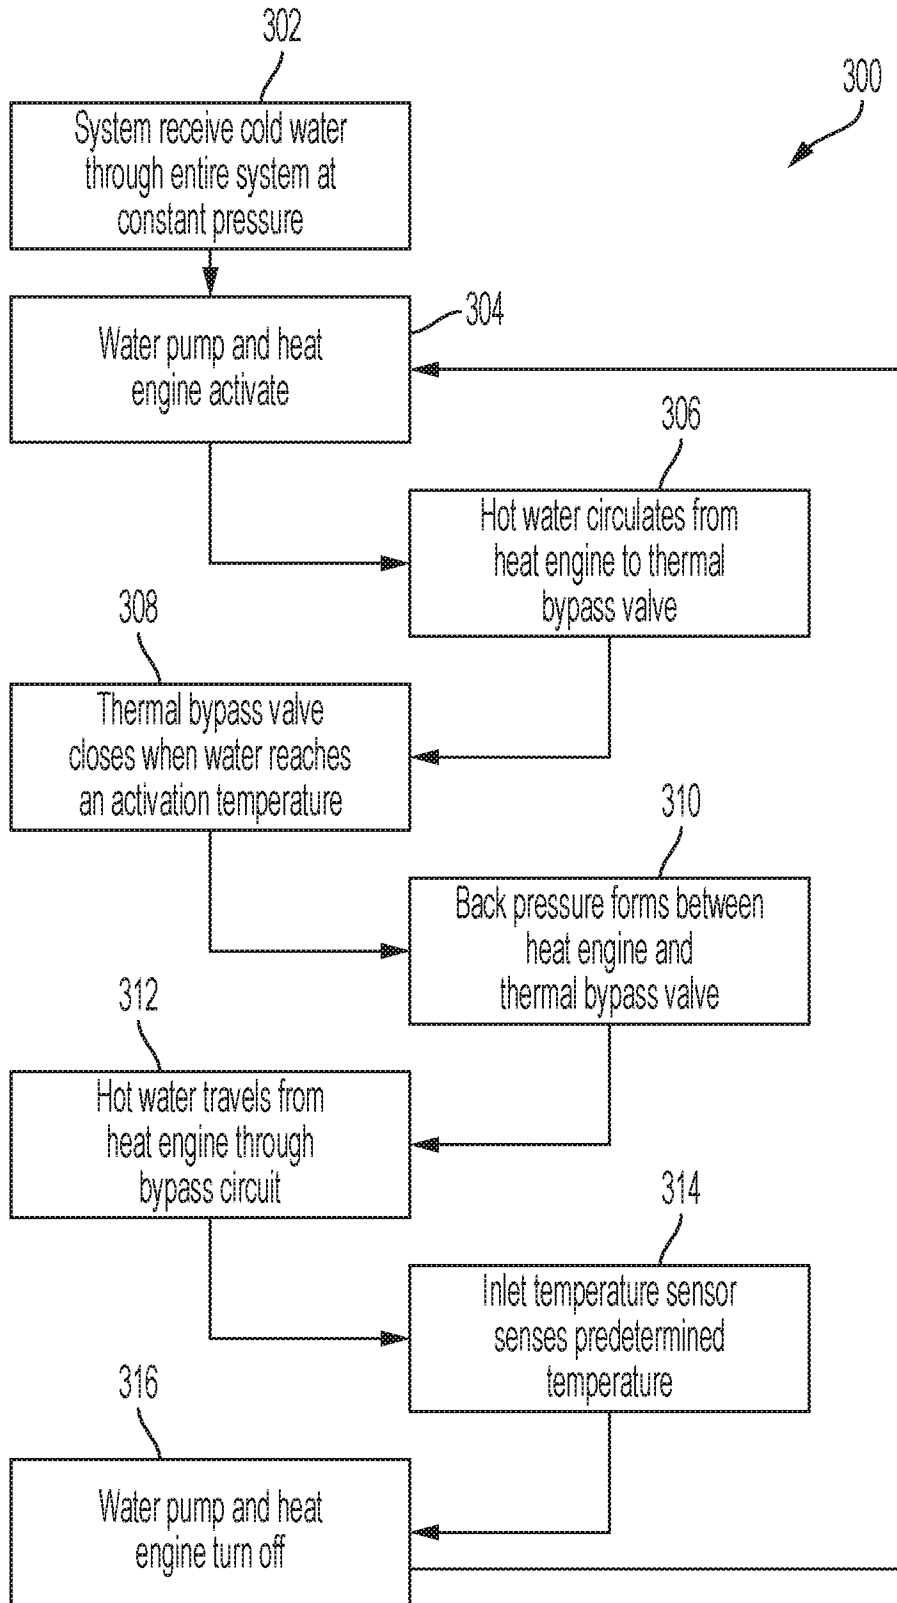 302
300
System receive cold water
through entire system at
constant pressure
304
Water pump and heat
engine activate
306
Hot water circulates from
heat engine to thermal
bypass valve
308
Thermal bypass valve
closes when water reaches
an activation temperature
310
Back pressure forms between
heat engine and
thermal bypass valve
312
Hot water travels from
heat engine through
bypass circuit
314
Inlet temperature sensor
senses predetermined
temperature
316
Water pump and heat
engine turn off